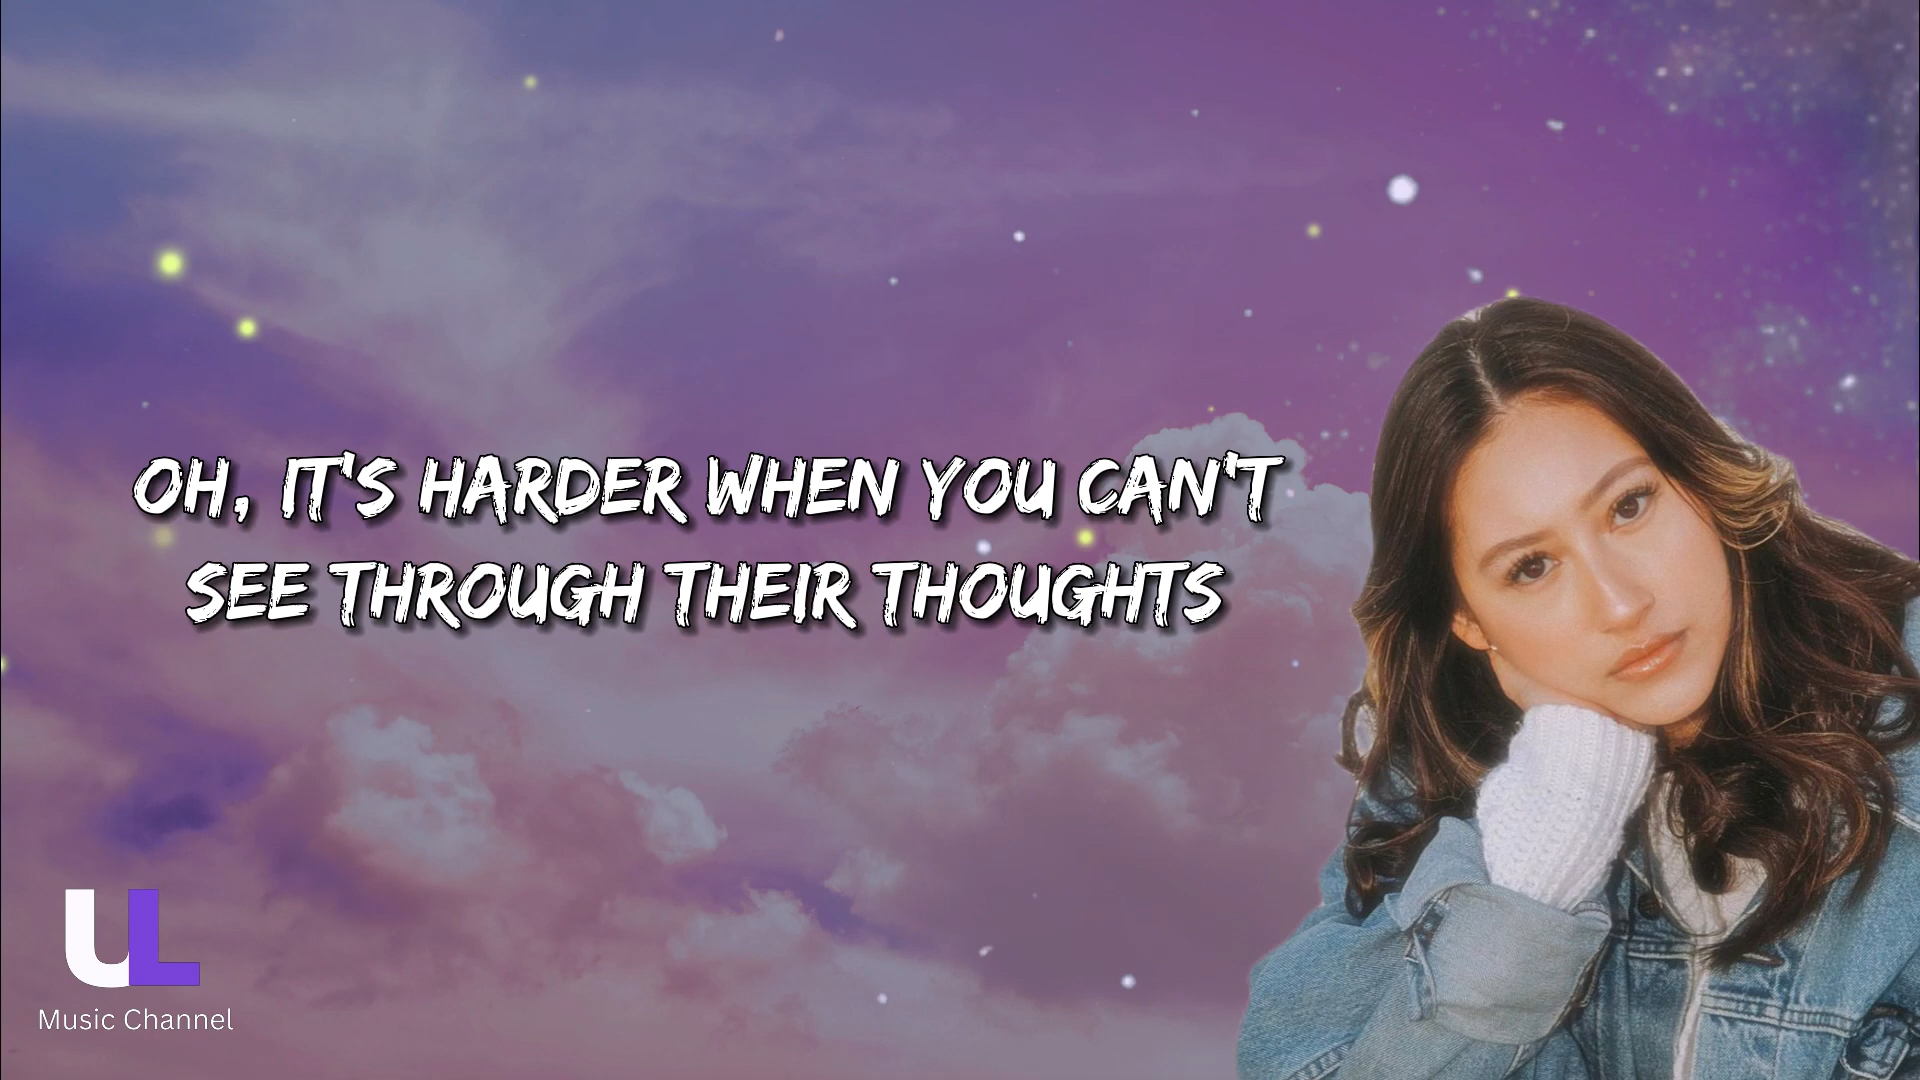 OH, IT'S HARDER WHEN YOU CAN'T
SEE THROUGH THEIR THOUGHTS
UL
Music Channel